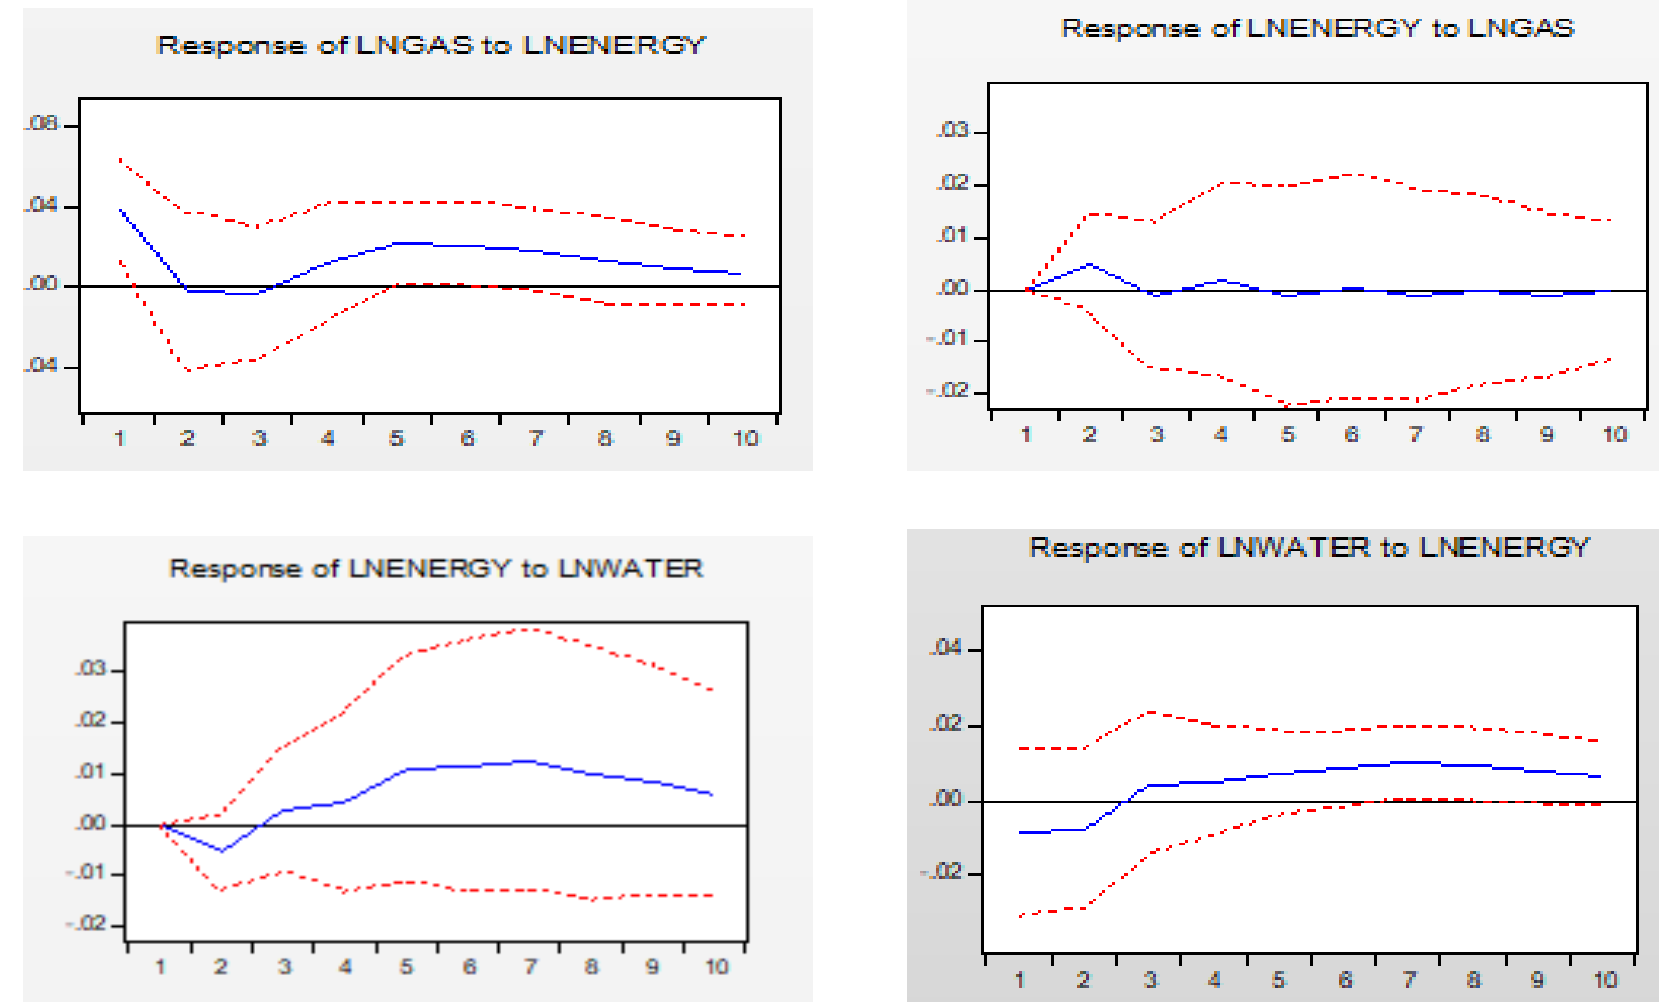 Response of LNGAS to LNENERGY
.08
.04
.00
.04
1 2 3 4 5 6 7 8 9 10
Response of LNENERGY to LNGAS
.03
.02
.01
.00
-.01
-.02
1 2 3 4 5 6 7 8 9 10
Response of LNENERGY to LNWATER
.03
.02
.01
.00
-.01
-.02
1 2 3 4 5 6 7 8 9 10
Response of LNWATER to LNENERGY
.04
.02
.00
-.02
1 2 3 4 5 6 7 8 9 10